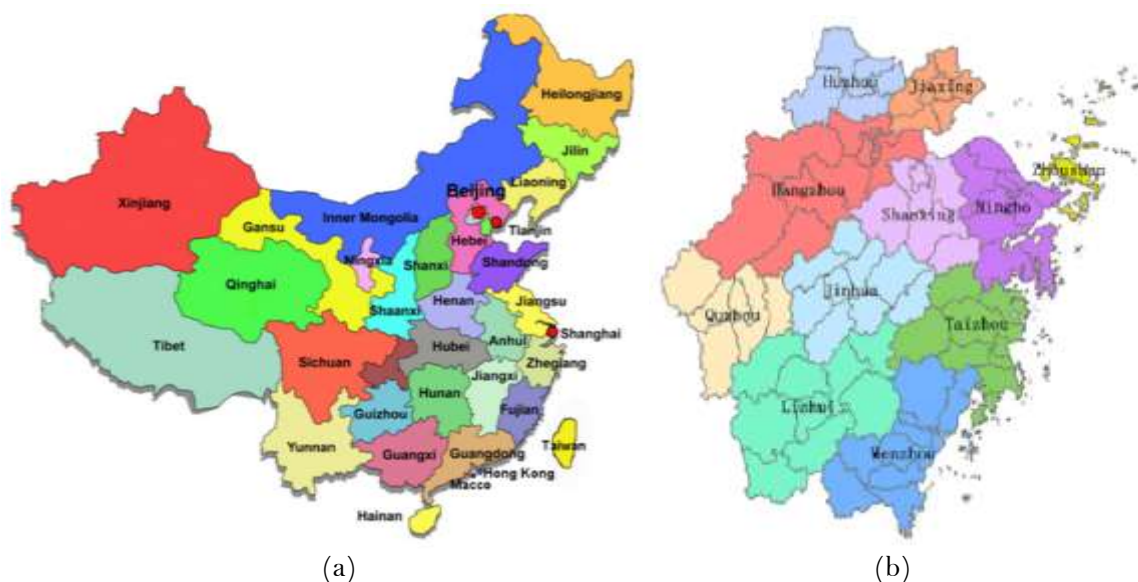 Heilongjiang
Jilin
Liaoning
Beijing
Xinjiang
Inner Mongolia
Gansu
Tianjin
Hebei
Ningxia
Shanxi
Shandong
Qinghai
Henan
Jiangsu
Shaanxi
Shanghai
Tibet
Anhui
Hubei
Sichuan
Zhegiang
Jiangxi
Hunan
Guizhou
Fujian
Yunnan
Taiwan
Guangxi
Guangdong
Hong Kong
Macco
Hainan
(a)
Huzhou
Jiaxing
Zhoushan
Hangzhou
Shaoxing
Ningbo
Jinhua
Quzhou
Taizhou
Lishui
Wenzhou
(b)